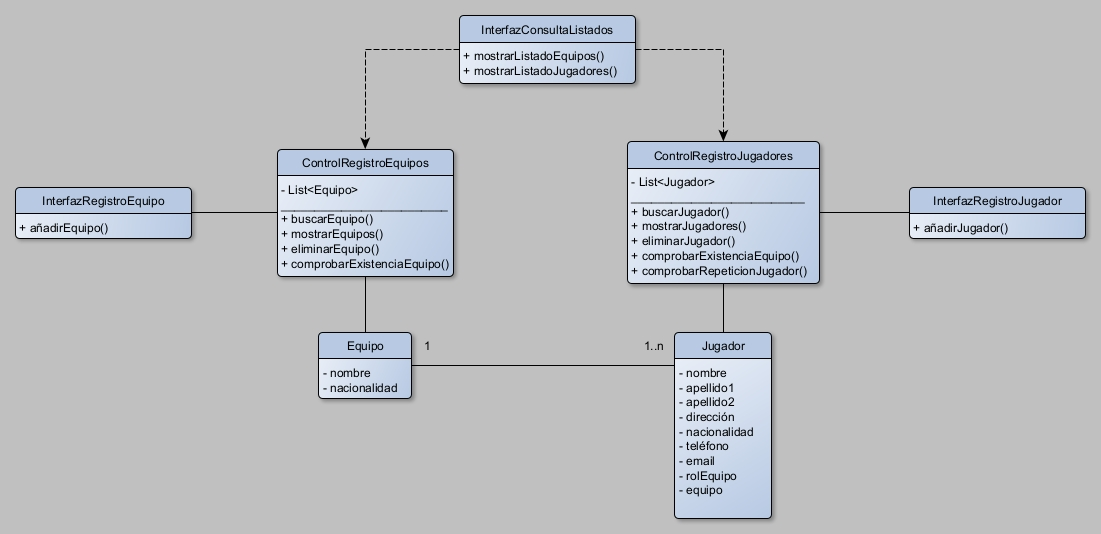 InterfazConsultaListados
+ mostrarListadoEquipos()
+ mostrarListadoJugadores()
ControlRegistroEquipos
- List<Equipo>
+ buscarEquipo()
+ mostrarEquipos()
+ eliminarEquipo()
+ comprobarExistenciaEquipo()
ControlRegistroJugadores
- List<Jugador>
+ buscarJugador()
+ mostrarJugadores()
+ eliminarJugador()
+ comprobarExistenciaEquipo()
+ comprobarRepeticionJugador()
InterfazRegistroEquipo
+ añadirEquipo()
InterfazRegistroJugador
+ añadirJugador()
Equipo
- nombre
- nacionalidad
1
1..n
Jugador
- nombre
- apellido1
- apellido2
- dirección
- nacionalidad
- teléfono
- email
- rolEquipo
- equipo